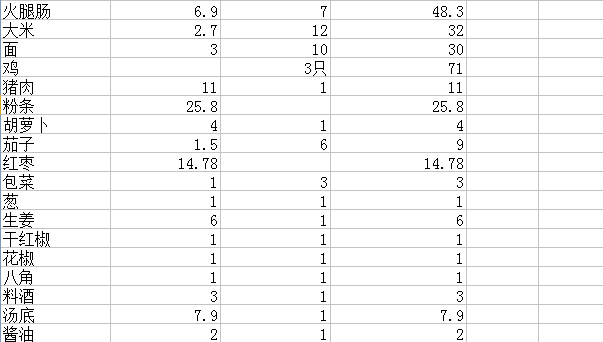 火腿肠 6.9 7 48.3
大米 2.7 12 32
面 3 10 30
鸡 3只 71
猪肉 11 1 11
粉条 25.8 25.8
胡萝卜 4 1 4
茄子 1.5 6 9
红枣 14.78 14.78
包菜 1 3 3
葱 1 1 1
生姜 6 1 6
干红椒 1 1 1
花椒 1 1 1
八角 1 1 1
料酒 3 1 3
汤底 7.9 1 7.9
酱油 2 1 2